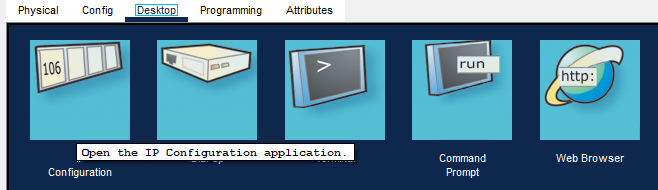 Physical Config Desktop Programming Attributes
106
>
run
http:
Open the IP Configuration application.
Configuration
Command
Prompt
Web Browser